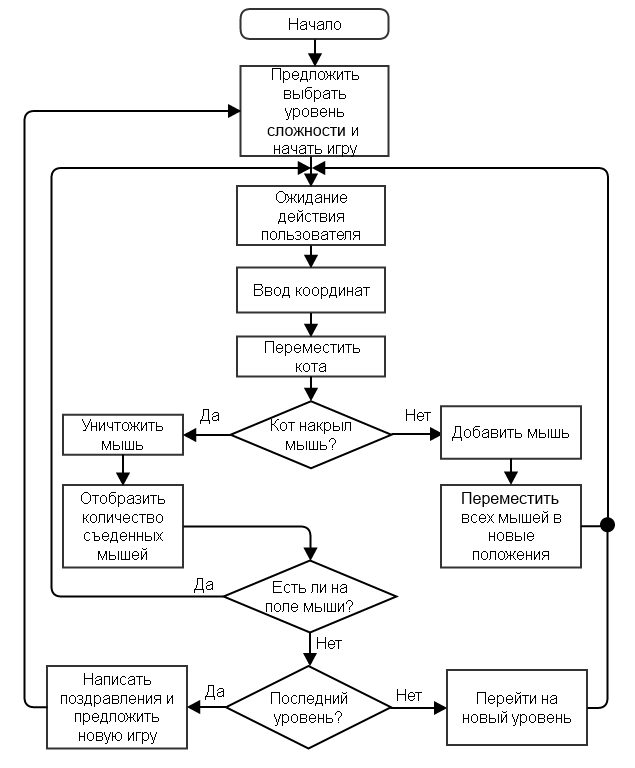 Начало
Предложить
выбрать
уровень
сложности и
начать игру
Ожидание
действия
пользователя
Ввод координат
Переместить
кота
Кот накрыл
мышь?
Да
Нет
Уничтожить
мышь
Добавить мышь
Отобразить
количество
съеденных
мышей
Переместить
всех мышей в
новые
положения
Есть ли на
поле мыши?
Да
Нет
Последний
уровень?
Да
Нет
Написать
поздравления и
предложить
новую игру
Перейти на
новый уровень